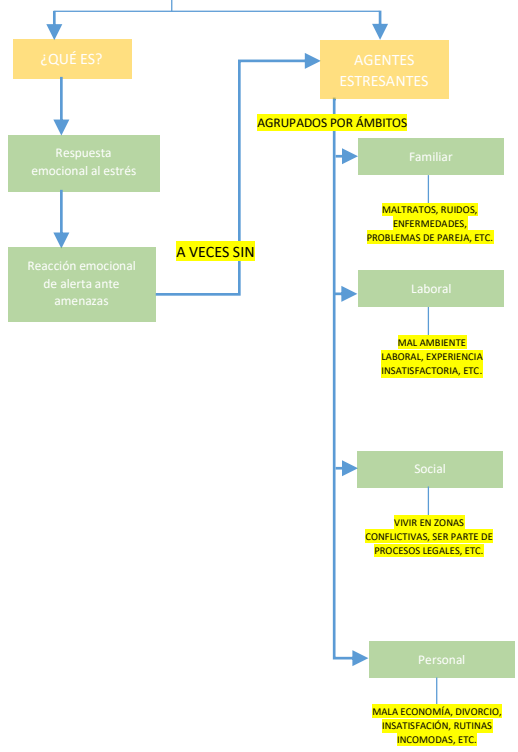 ¿QUÉ ES?
Respuesta
emocional al estrés
Reacción emocional
de alerta ante
amenazas
A VECES SIN
AGENTES
ESTRESANTES
AGRUPADOS POR ÁMBITOS
Familiar
MALTRATOS, RUIDOS,
ENFERMEDADES,
PROBLEMAS DE PAREJA, ETC.
Laboral
MAL AMBIENTE
LABORAL, EXPERIENCIA
INSATISFACTORIA, ETC.
Social
VIVIR EN ZONAS
CONFLICTIVAS, SER PARTE DE
PROCESOS LEGALES, ETC.
Personal
MALA ECONOMÍA, DIVORCIO,
INSATISFACIÓN, RUTINAS
INCOMODAS, ETC.